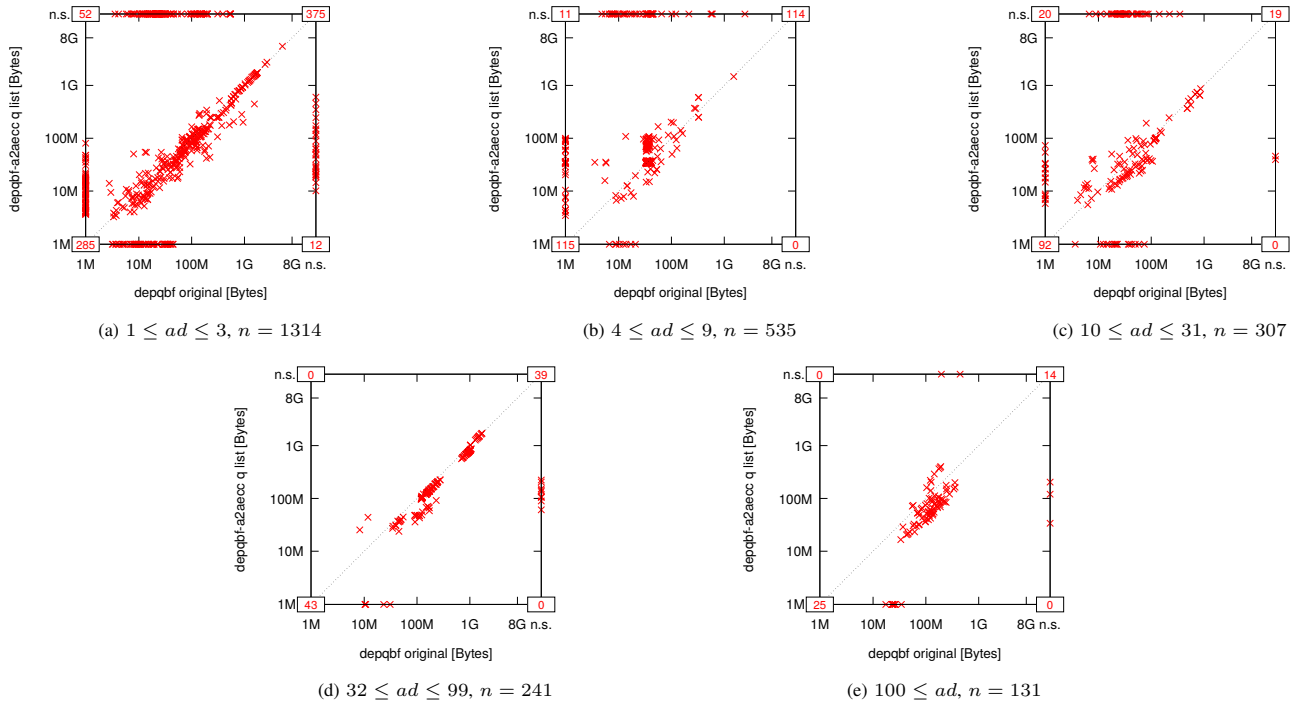 n.s.
52
375
8G
1G
100M
10M
1M
285
12
1M 10M 100M 1G 8G n.s.
depqbf-a2aecc q list [Bytes]
depqbf original [Bytes]
(a) 1 ≤ ad ≤ 3, n = 1314
n.s.
11
114
8G
1G
100M
10M
1M
115
0
1M 10M 100M 1G 8G n.s.
depqbf-a2aecc q list [Bytes]
depqbf original [Bytes]
(b) 4 ≤ ad ≤ 9, n = 535
n.s.
20
19
8G
1G
100M
10M
1M
92
0
1M 10M 100M 1G 8G n.s.
depqbf-a2aecc q list [Bytes]
depqbf original [Bytes]
(c) 10 ≤ ad ≤ 31, n = 307
n.s.
0
39
8G
1G
100M
10M
1M
43
0
1M 10M 100M 1G 8G n.s.
depqbf-a2aecc q list [Bytes]
depqbf original [Bytes]
(d) 32 ≤ ad ≤ 99, n = 241
n.s.
0
14
8G
1G
100M
10M
1M
25
0
1M 10M 100M 1G 8G n.s.
depqbf-a2aecc q list [Bytes]
depqbf original [Bytes]
(e) 100 ≤ ad, n = 131